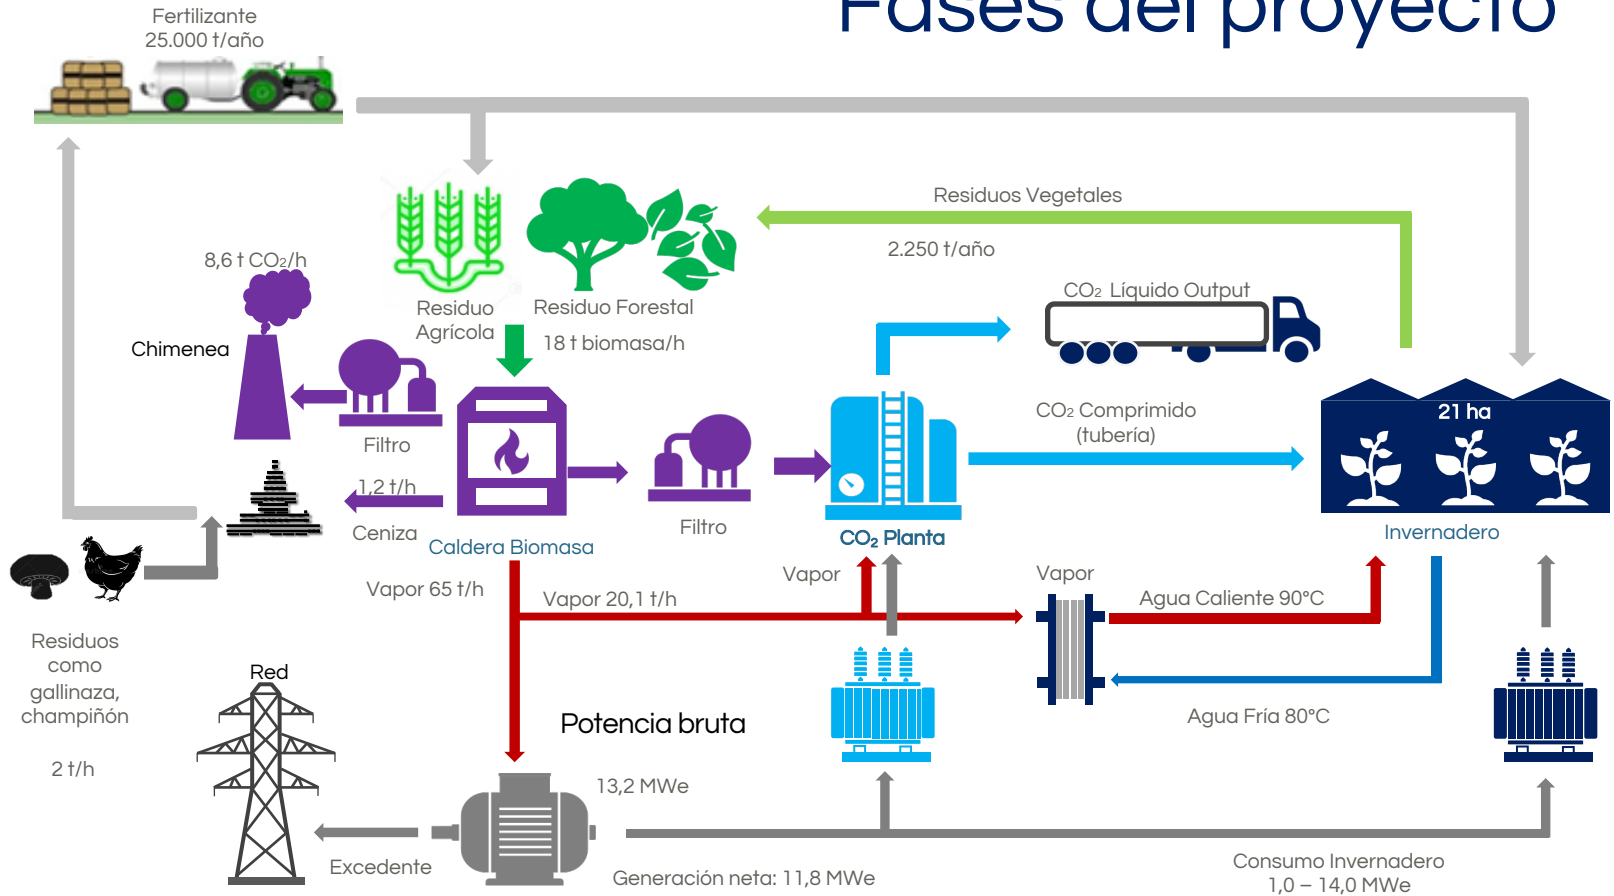 Fases del proyecto
Fertilizante
25.000 t/año
Residuos Vegetales
2.250 t/año
8,6 t CO₂/h
Chimenea
Residuo
Agrícola
Residuo Forestal
18 t biomasa/h
CO₂ Líquido Output
CO₂ Comprimido
(tubería)
21 ha
Filtro
1,2 t/h
Ceniza
Caldera Biomasa
Filtro
CO₂ Planta
Invernadero
Vapor 65 t/h
Vapor 20,1 t/h
Vapor
Vapor
Agua Caliente 90°C
Agua Fría 80°C
Residuos
como
gallinaza,
champiñón
2 t/h
Red
Potencia bruta
13,2 MWe
Excedente
Generación neta: 11,8 MWe
Consumo Invernadero
1,0 – 14,0 MWe